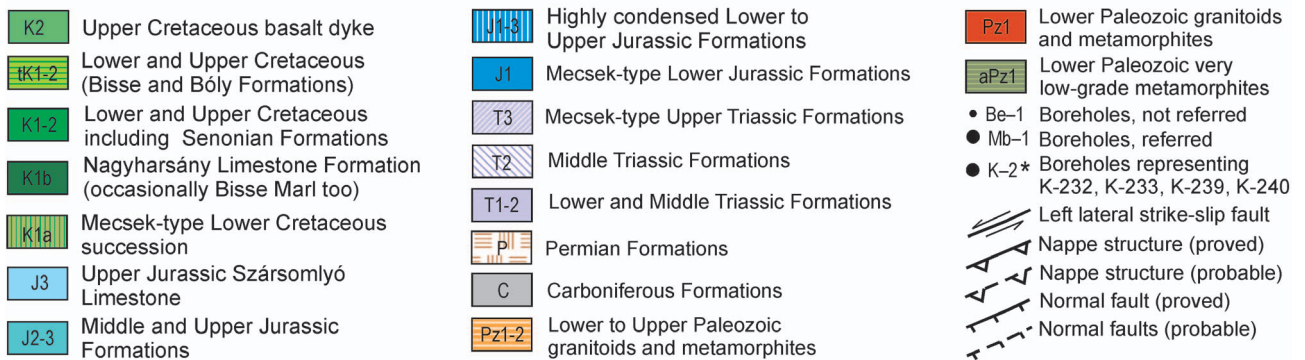 K2 Upper Cretaceous basalt dyke
tK1-2 Lower and Upper Cretaceous
(Bisse and Bóly Formations)
K1-2 Lower and Upper Cretaceous
including Senonian Formations
K1b Nagyharsány Limestone Formation
(occasionally Bisse Marl too)
K1a Mecsek-type Lower Cretaceous
succession
J3 Upper Jurassic Szársomlyó
Limestone
J2-3 Middle and Upper Jurassic
Formations
J1-3 Highly condensed Lower to
Upper Jurassic Formations
J1 Mecsek-type Lower Jurassic Formations
T3 Mecsek-type Upper Triassic Formations
T2 Middle Triassic Formations
T1-2 Lower and Middle Triassic Formations
P Permian Formations
C Carboniferous Formations
Pz1-2 Lower to Upper Paleozoic
granitoids and metamorphites
Pz1 Lower Paleozoic granitoids
and metamorphites
aPz1 Lower Paleozoic very
low-grade metamorphites
Be–1 Boreholes, not referred
Mb–1 Boreholes, referred
K–2* Boreholes representing
K-232, K-233, K-239, K-240
Left lateral strike-slip fault
Nappe structure (proved)
Nappe structure (probable)
Normal fault (proved)
Normal faults (probable)